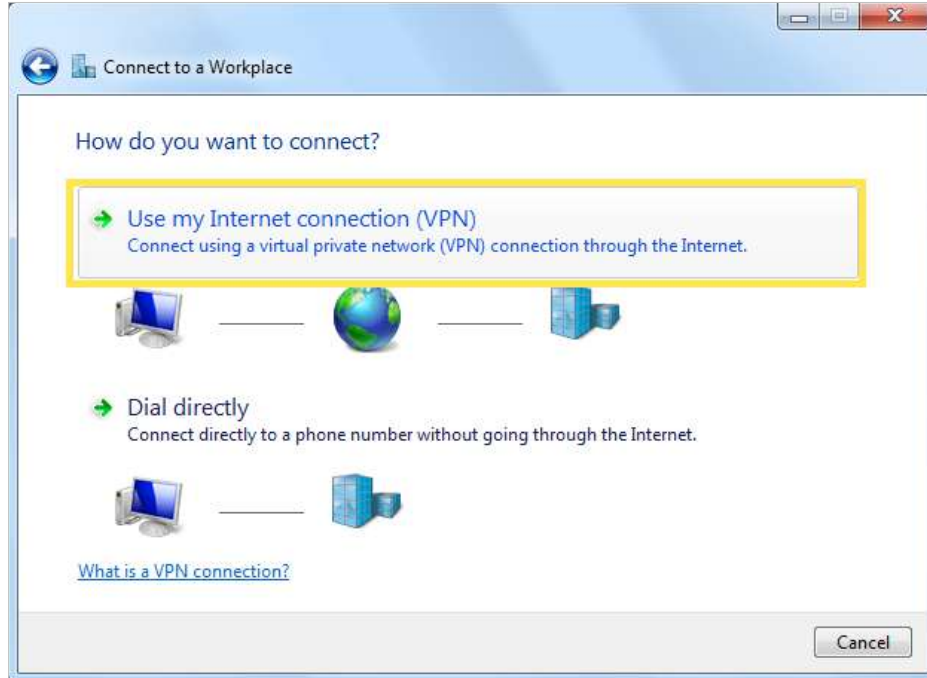 Connect to a Workplace
How do you want to connect?
Use my Internet connection (VPN)
Connect using a virtual private network (VPN) connection through the Internet.
Dial directly
Connect directly to a phone number without going through the Internet.
What is a VPN connection?
Cancel